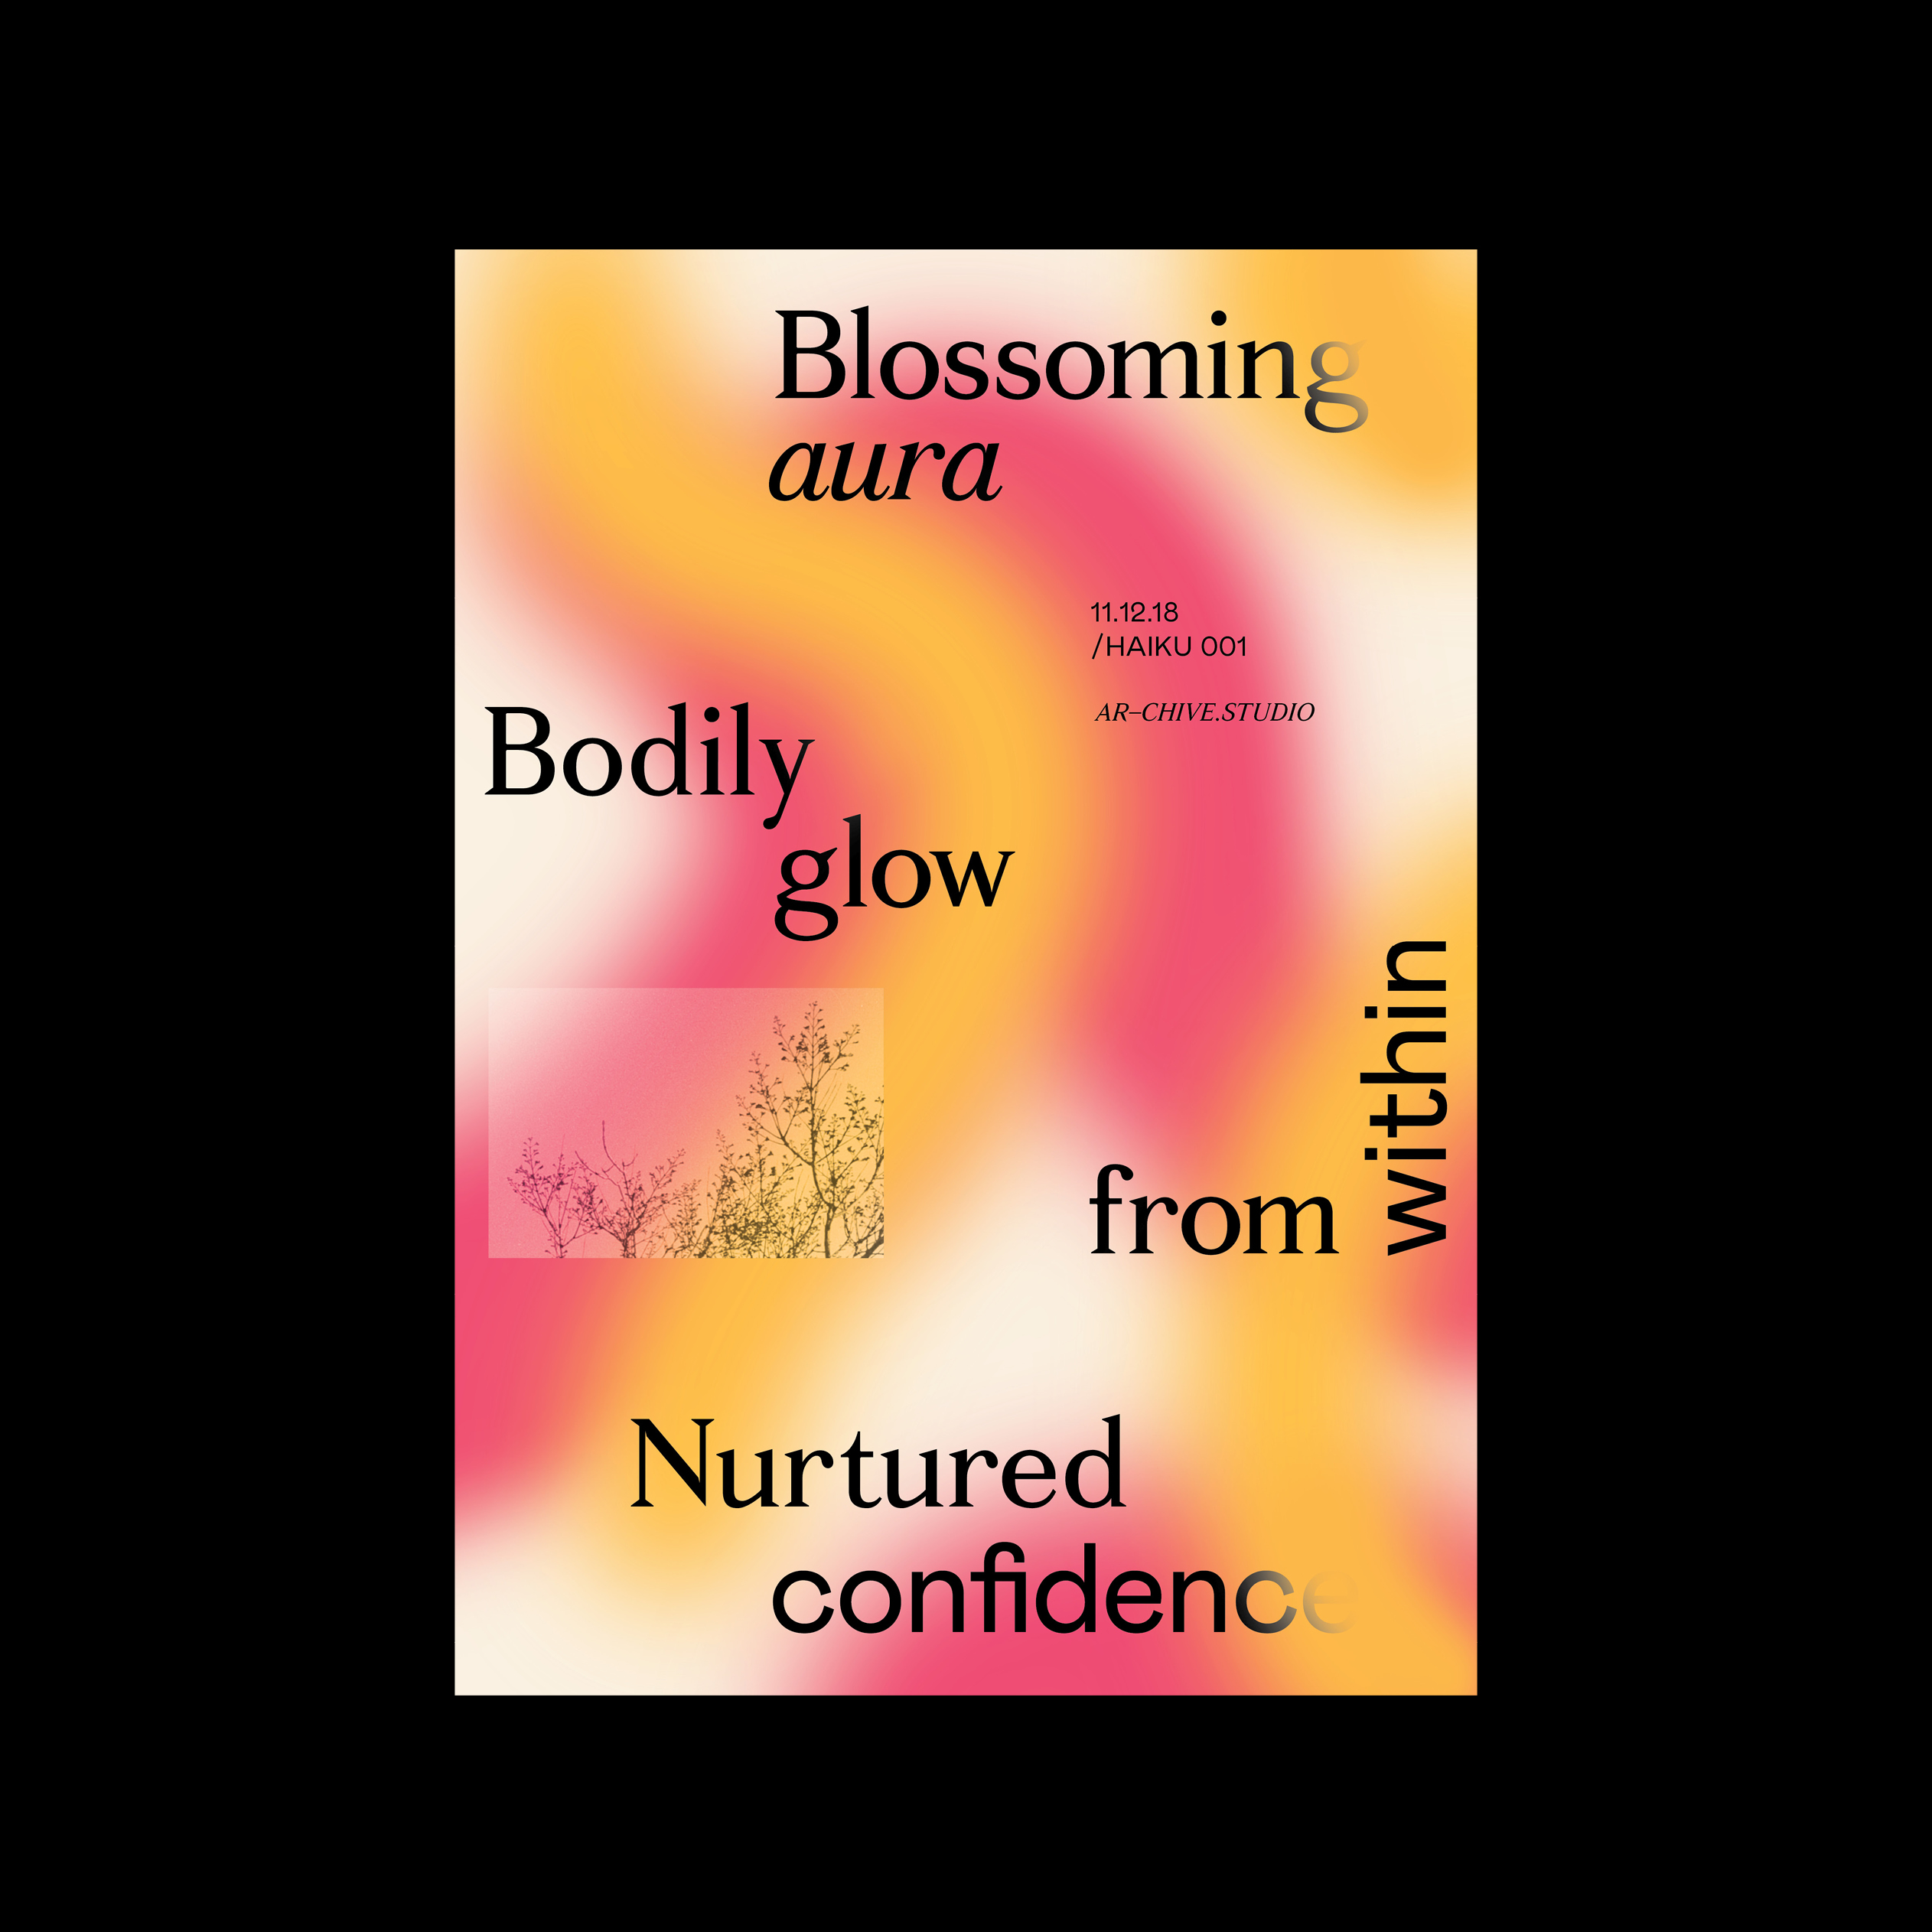 Blossoming
aura
11.12.18
/HAIKU 001
AR–CHIVE.STUDIO
Bodily
glow
from
within
Nurtured
confidence